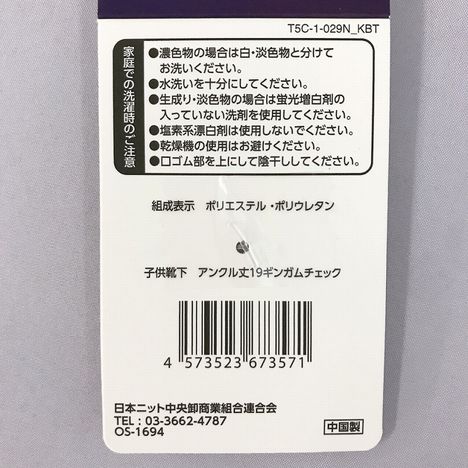 T5C-1-029N_KBT
家庭での洗濯時のご注意
●濃色物の場合は白・淡色物と分けて
お洗いください。
●水洗いを十分にしてください。
●生成り・淡色物の場合は蛍光増白剤の
入っていない洗剤を使用してください。
●塩素系漂白剤は使用しないでください。
●乾燥機の使用はお避けください。
●口ゴム部を上にして陰干ししてください。
組成表示 ポリエステル・ポリウレタン
子供靴下 アンクル丈19ギンガムチェック
4 573523 673571
日本ニット中央卸商業組合連合会
TEL : 03-3662-4787
OS-1694
中国製